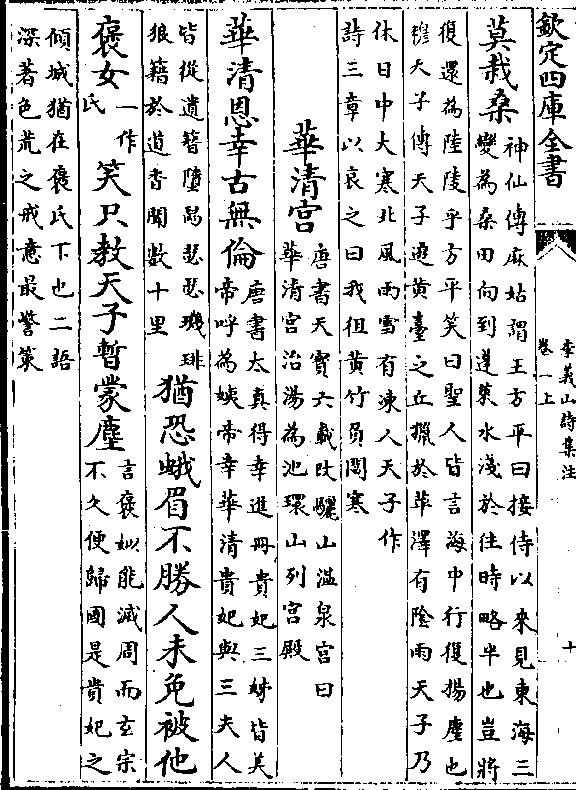 欽定四庫全書
李義山詩集注
卷一上
十
莫栽桑
神仙傳麻姑謂王方平曰接侍以來見東海三
變為桑田向到蓬萊水淺於往時略半也豈將
復還為陸陵乎方平笑曰聖人皆言海中行復揚塵也
穆天子傳天子遊黄臺之丘獵於苹澤有陰雨天子乃
休日中大寒北風雨雪有凍人天子作
詩三章以哀之曰我徂黄竹員閟寒
華清宮
唐書天寶六載改驪山溫泉宮曰
華清宮治湯為池環山列宮殿
華清恩幸古無倫
唐書太真得幸進冊貴妃三姊皆美
帝呼為姨帝幸華清貴妃與三夫人
皆從遺簪墮舄瑟瑟璣琲
狼籍於道香聞數十里
猶恐蛾眉不勝人未免被他
褒女
一作
氏
笑只教天子暫蒙塵
言褒姒能滅周而玄宗
不久便歸國是貴妃之
傾城猶在褒氏下也二語
深著色荒之戒意最警策